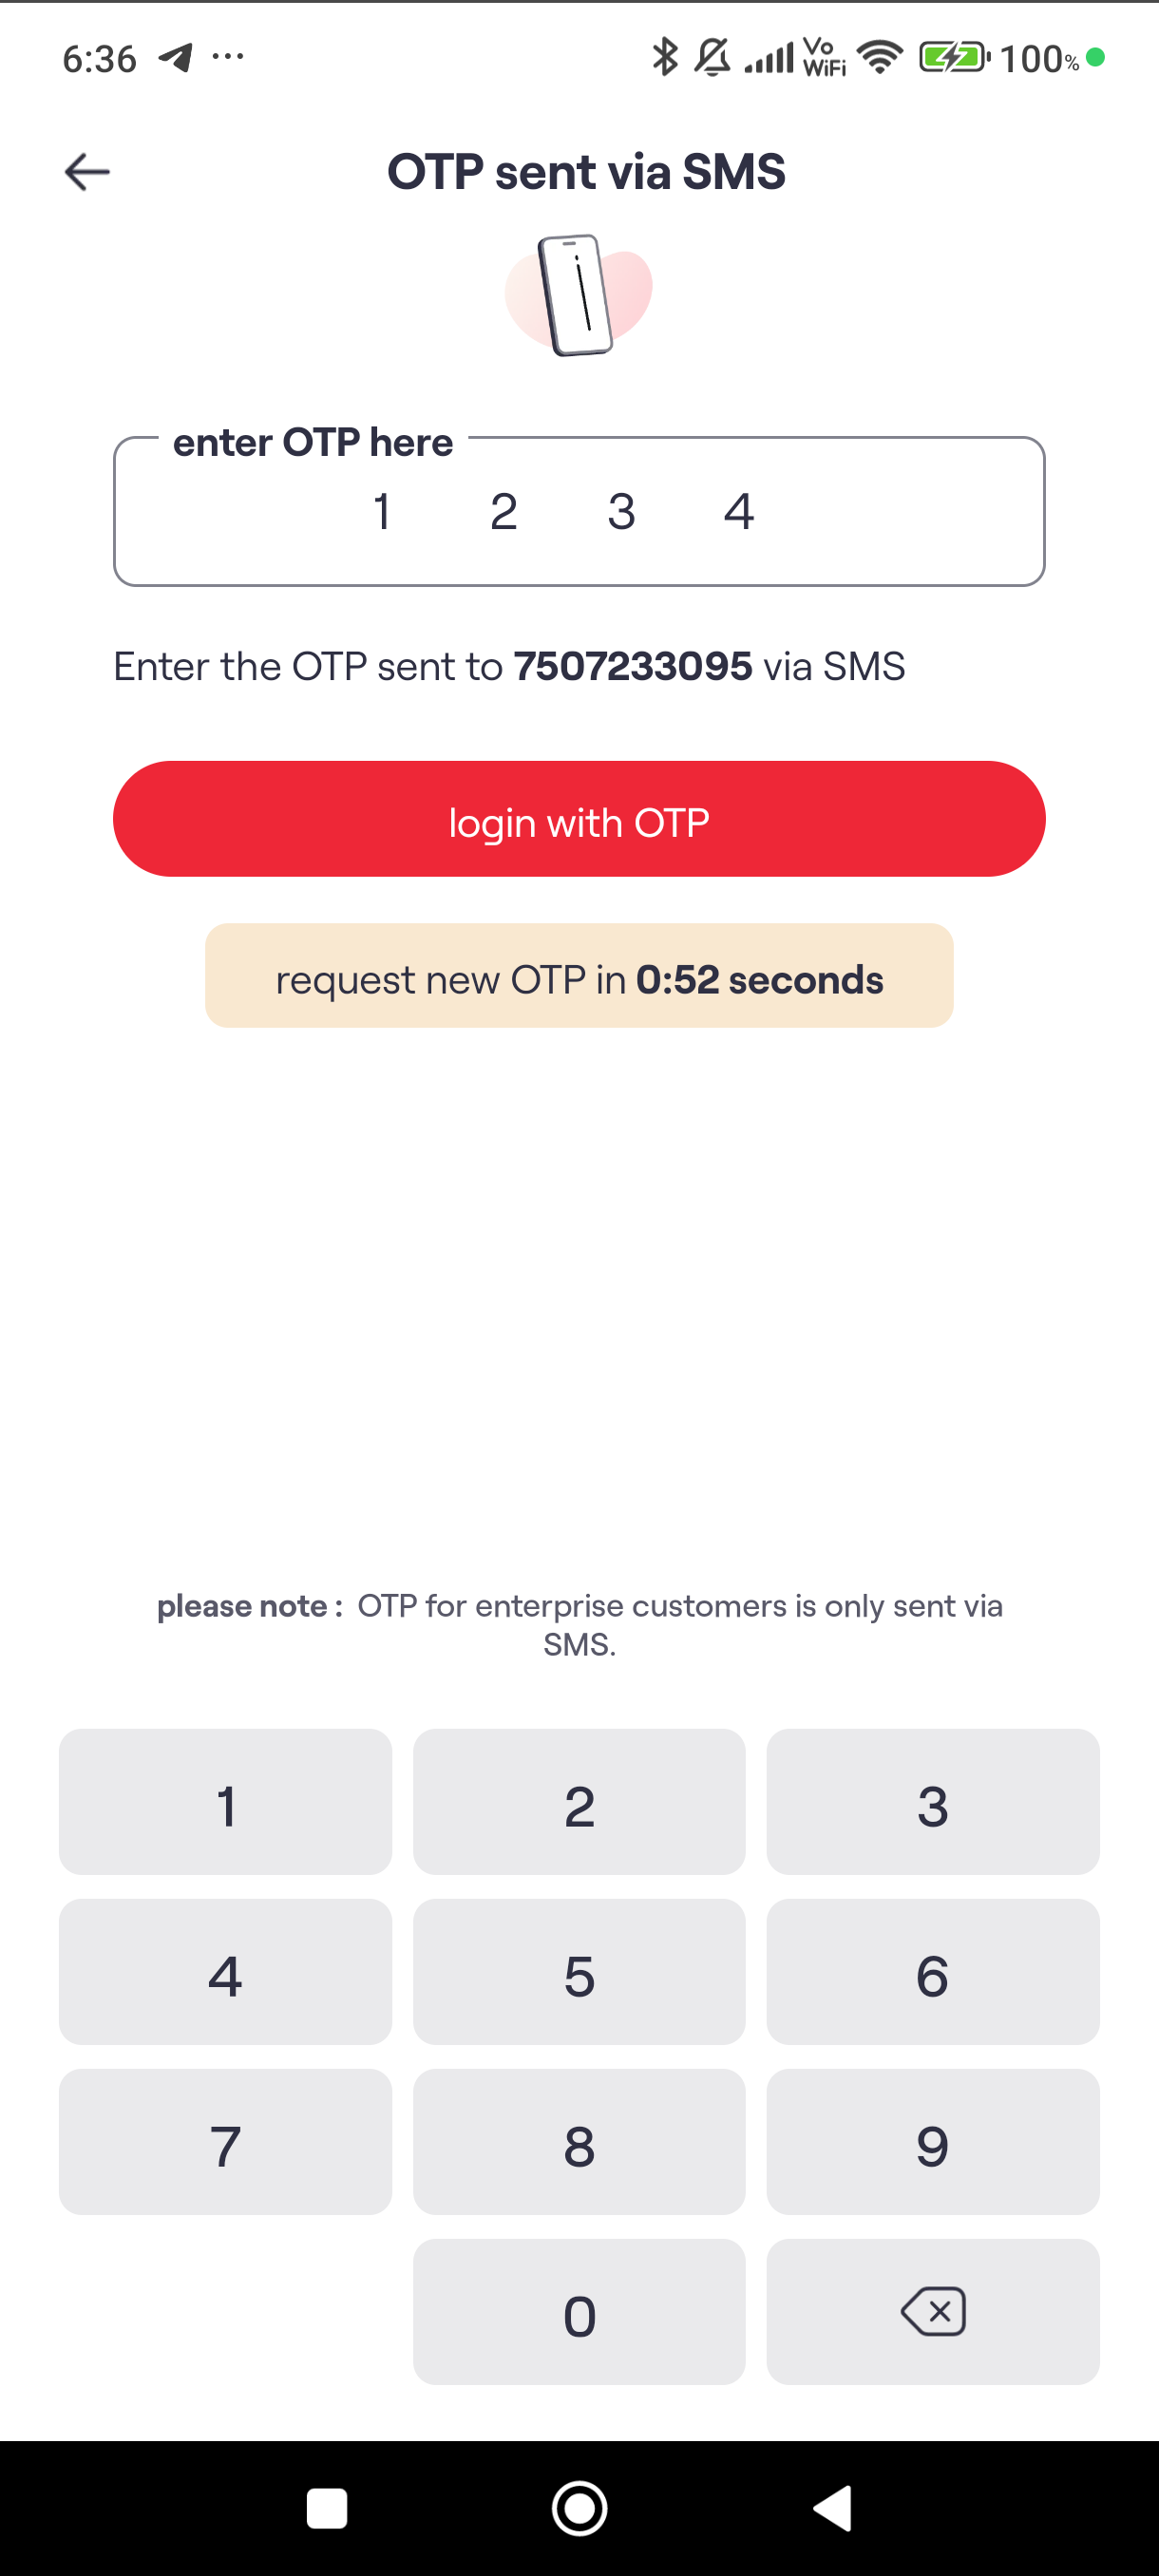 6:36 ... Vo WiFi 100%
OTP sent via SMS
enter OTP here
1 2 3 4
Enter the OTP sent to 7507233095 via SMS
login with OTP
request new OTP in 0:52 seconds
please note : OTP for enterprise customers is only sent via
SMS.
1 2 3
4 5 6
7 8 9
0